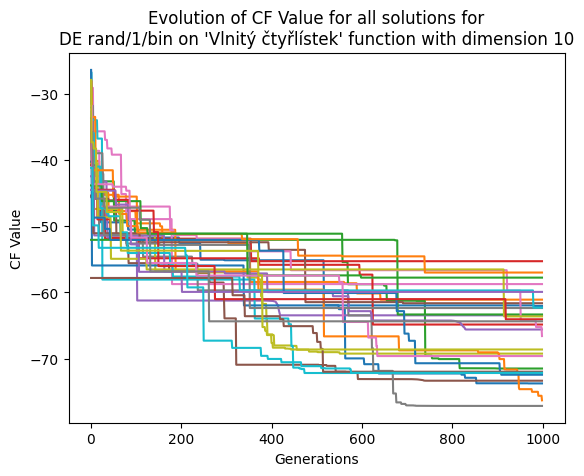 Evolution of CF Value for all solutions for
DE rand/1/bin on 'Vlnitý čtyřlístek' function with dimension 10
−30
−40
−50
−60
−70
CF Value
0
200
400
600
800
1000
Generations